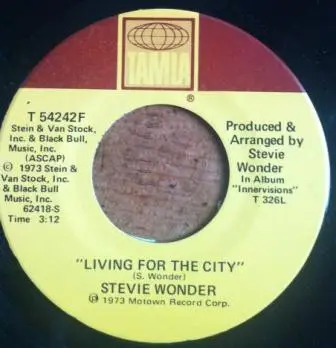 TAMLA
®
T 54242F
Stein & Van Stock,
Inc. & Black Bull,
Music, Inc.
(ASCAP)
© 1973 Stein &
Van Stock, Inc.
& Black Bull
Music, Inc.
62418-S
Time 3:12
Produced &
Arranged by
Stevie
Wonder
In Album
"Innervisions"
T 326L
"LIVING FOR THE CITY"
(S. Wonder)
STEVIE WONDER
℗ 1973 Motown Record Corp.